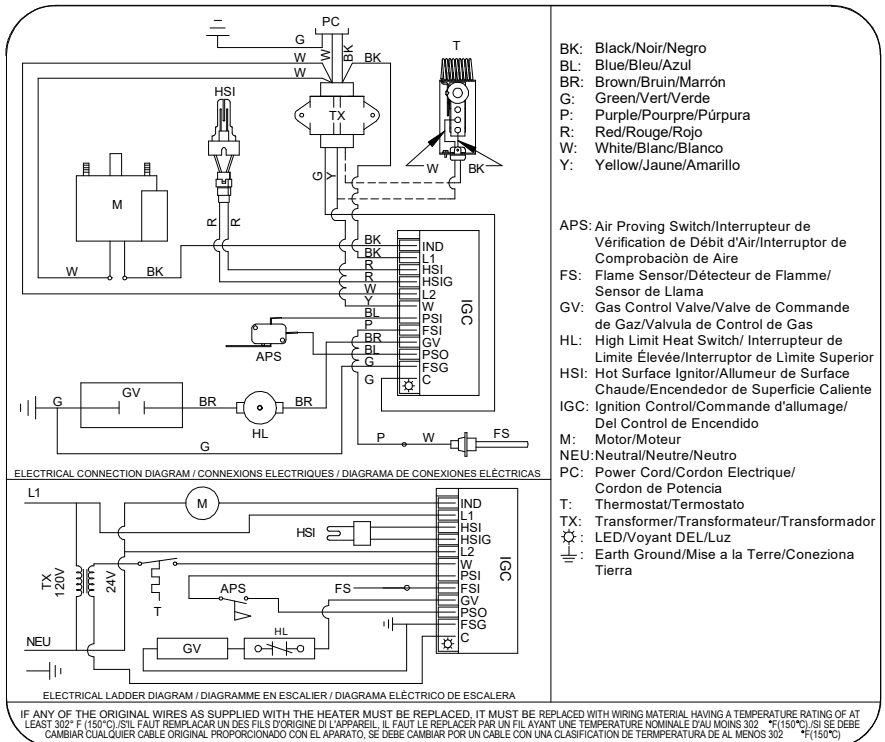 PC
G
W
W
BK
W
BK
T
HSI
TX
M
R
R
G
Y
W
BK
W
BK
BK
BK
R
R
W
Y
BL
P
BR
BL
G
G
IND
L1
HSI
HSIG
L2
W
PSI
FSI
GV
PSO
FSG
C
IGC
APS
GV
G
BR
BR
HL
G
P
W
FS
ELECTRICAL CONNECTION DIAGRAM / CONNEXIONS ELECTRIQUES / DIAGRAMA DE CONEXIONES ELÈCTRICAS
L1
M
HSI
TX
120V
24V
T
APS
FS
HL
GV
NEU
IND
L1
HSI
HSIG
L2
W
PSI
FSI
GV
PSO
FSG
C
IGC
ELECTRICAL LADDER DIAGRAM / DIAGRAMME EN ESCALIER / DIAGRAMA ELÈCTRICO DE ESCALERA
BK: Black/Noir/Negro
BL: Blue/Bleu/Azul
BR: Brown/Bruin/Marrón
G: Green/Vert/Verde
P: Purple/Pourpre/Púrpura
R: Red/Rouge/Rojo
W: White/Blanc/Blanco
Y: Yellow/Jaune/Amarillo
APS: Air Proving Switch/Interrupteur de
Vérification de Débit d'Air/Interruptor de
Comprobaciòn de Aire
FS: Flame Sensor/Détecteur de Flamme/
Sensor de Llama
GV: Gas Control Valve/Valve de Commande
de Gaz/Valvula de Control de Gas
HL: High Limit Heat Switch/ Interrupteur de
Limite Élevée/Interruptor de Lìmite Superior
HSI: Hot Surface Ignitor/Allumeur de Surface
Chaude/Encendedor de Superficie Caliente
IGC: Ignition Control/Commande d'allumage/
Del Control de Encendido
M: Motor/Moteur
NEU:Neutral/Neutre/Neutro
PC: Power Cord/Cordon Electrique/
Cordon de Potencia
T: Thermostat/Termostato
TX: Transformer/Transformateur/Transformador
: LED/Voyant DEL/Luz
: Earth Ground/Mise a la Terre/Coneziona
Tierra
IF ANY OF THE ORIGINAL WIRES AS SUPPLIED WITH THE HEATER MUST BE REPLACED, IT MUST BE REPLACED WITH WIRING MATERIAL HAVING A TEMPERATURE RATING OF AT
LEAST 302° F (150°C)./S'IL FAUT REMPLACAR UN DES FILS D'ORIGINE DI L'APPAREIL, IL FAUT LE REPLACER PAR UN FIL AYANT UNE TEMPERATURE NOMINALE D'AU MOINS 302 °F(150°C)./SI SE DEBE
CAMBIAR CUALQUIER CABLE ORIGINAL PROPORCIONADO CON EL APARATO, SE DEBE CAMBIAR POR UN CABLE CON UNA CLASIFICATION DE TERMPERATURA DE AL MENOS 302 °F(150°C)